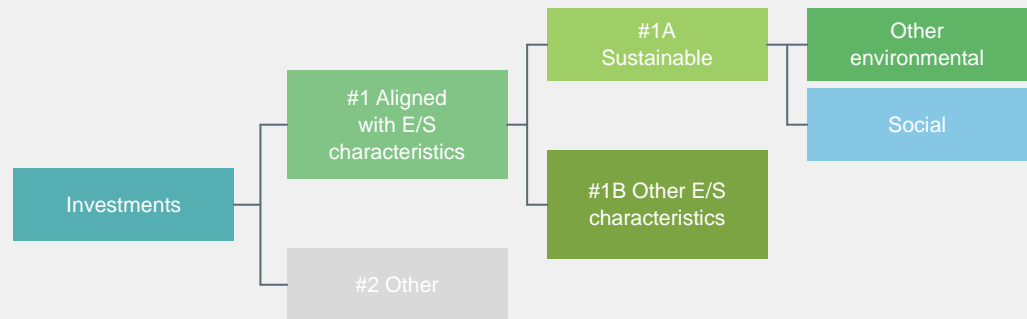 Investments
#1 Aligned
with E/S
characteristics
#2 Other
#1A
Sustainable
#1B Other E/S
characteristics
Other
environmental
Social